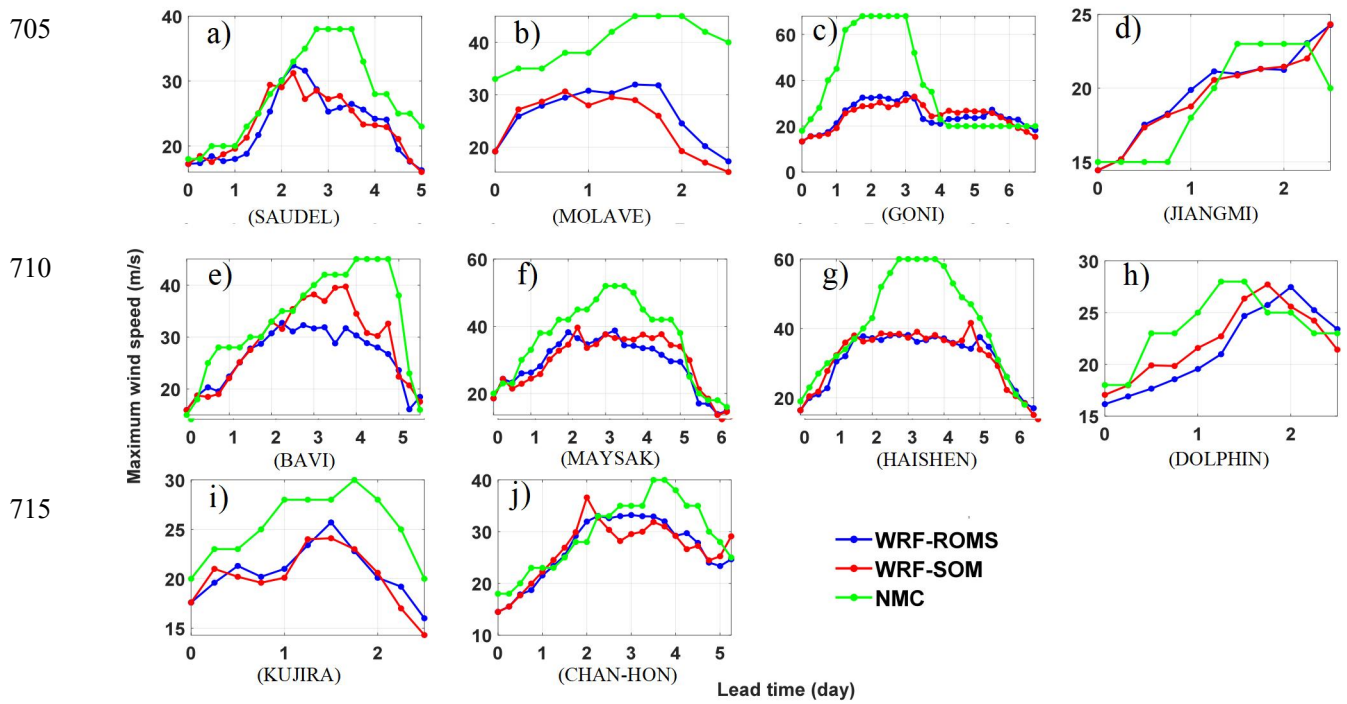 705
710
715
Maximum wind speed (m/s)
a)
40
30
20
0 1 2 3 4 5
(SAUDEL)
b)
40
30
20
0 1 2
(MOLAVE)
c)
60
40
20
0
0 1 2 3 4 5 6
(GONI)
d)
25
20
15
0 1 2
(JIANGMI)
e)
40
30
20
0 1 2 3 4 5
(BAVI)
f)
60
40
20
0 1 2 3 4 5 6
(MAYSAK)
g)
60
40
20
0 1 2 3 4 5 6
(HAISHEN)
h)
30
25
20
15
0 1 2
(DOLPHIN)
i)
30
25
20
15
0 1 2
(KUJIRA)
j)
40
30
20
10
0 1 2 3 4 5
(CHAN-HON)
WRF-ROMS
WRF-SOM
NMC
Lead time (day)